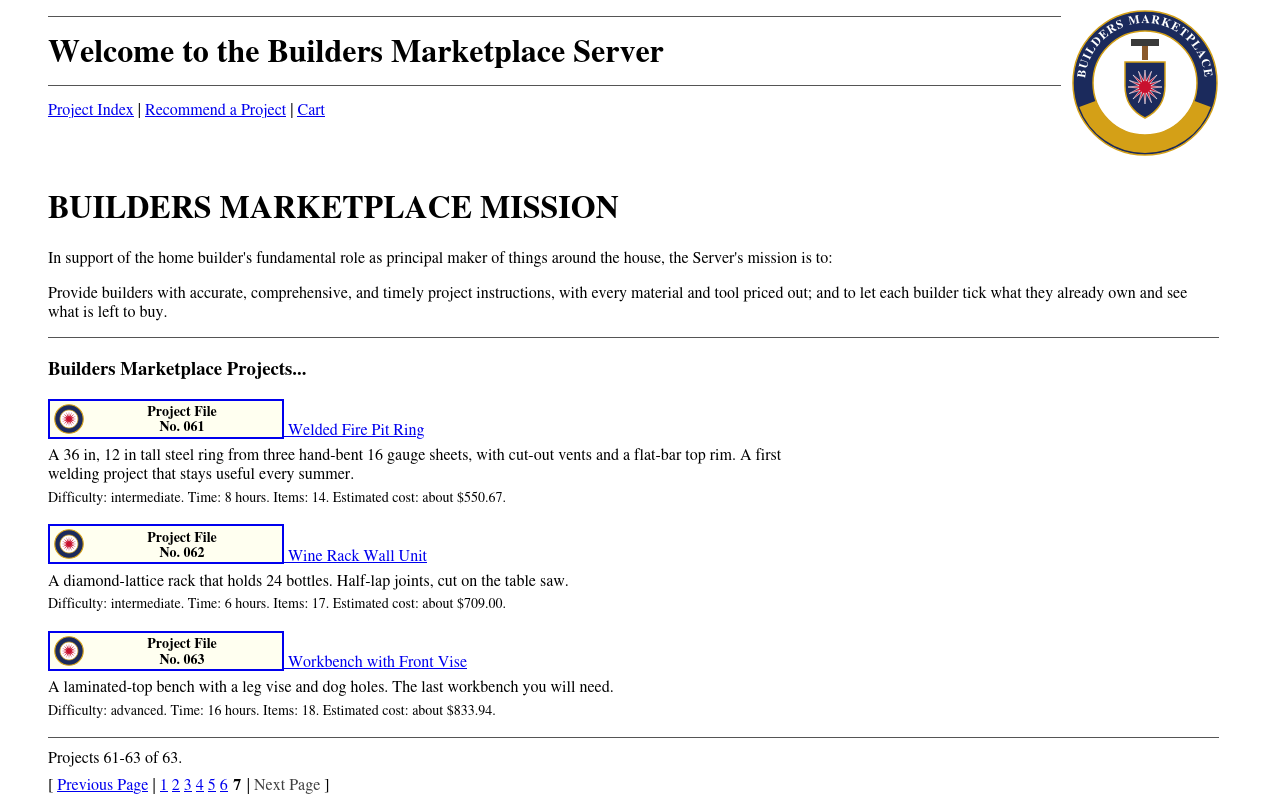 Welcome to the Builders Marketplace Server
BUILDERS MARKETPLACE
Project Index | Recommend a Project | Cart
BUILDERS MARKETPLACE MISSION
In support of the home builder's fundamental role as principal maker of things around the house, the Server's mission is to:
Provide builders with accurate, comprehensive, and timely project instructions, with every material and tool priced out; and to let each builder tick what they already own and see
what is left to buy.
Builders Marketplace Projects...
Project File
No. 061
Welded Fire Pit Ring
A 36 in, 12 in tall steel ring from three hand-bent 16 gauge sheets, with cut-out vents and a flat-bar top rim. A first
welding project that stays useful every summer.
Difficulty: intermediate. Time: 8 hours. Items: 14. Estimated cost: about $550.67.
Project File
No. 062
Wine Rack Wall Unit
A diamond-lattice rack that holds 24 bottles. Half-lap joints, cut on the table saw.
Difficulty: intermediate. Time: 6 hours. Items: 17. Estimated cost: about $709.00.
Project File
No. 063
Workbench with Front Vise
A laminated-top bench with a leg vise and dog holes. The last workbench you will need.
Difficulty: advanced. Time: 16 hours. Items: 18. Estimated cost: about $833.94.
Projects 61-63 of 63.
[ Previous Page | 1 2 3 4 5 6 7 | Next Page ]